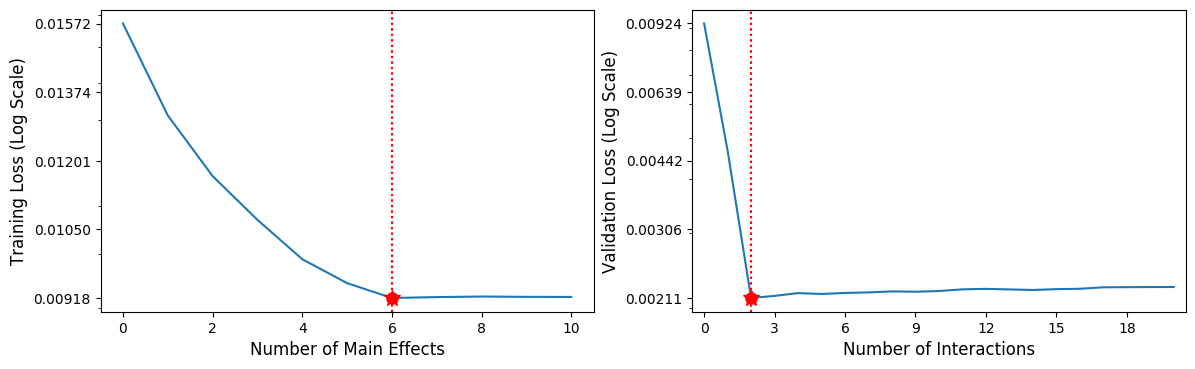 0.01572
0.01374
0.01201
0.01050
0.00918
Training Loss (Log Scale)
0 2 4 6 8 10
Number of Main Effects
0.00924
0.00639
0.00442
0.00306
0.00211
Validation Loss (Log Scale)
0 3 6 9 12 15 18
Number of Interactions